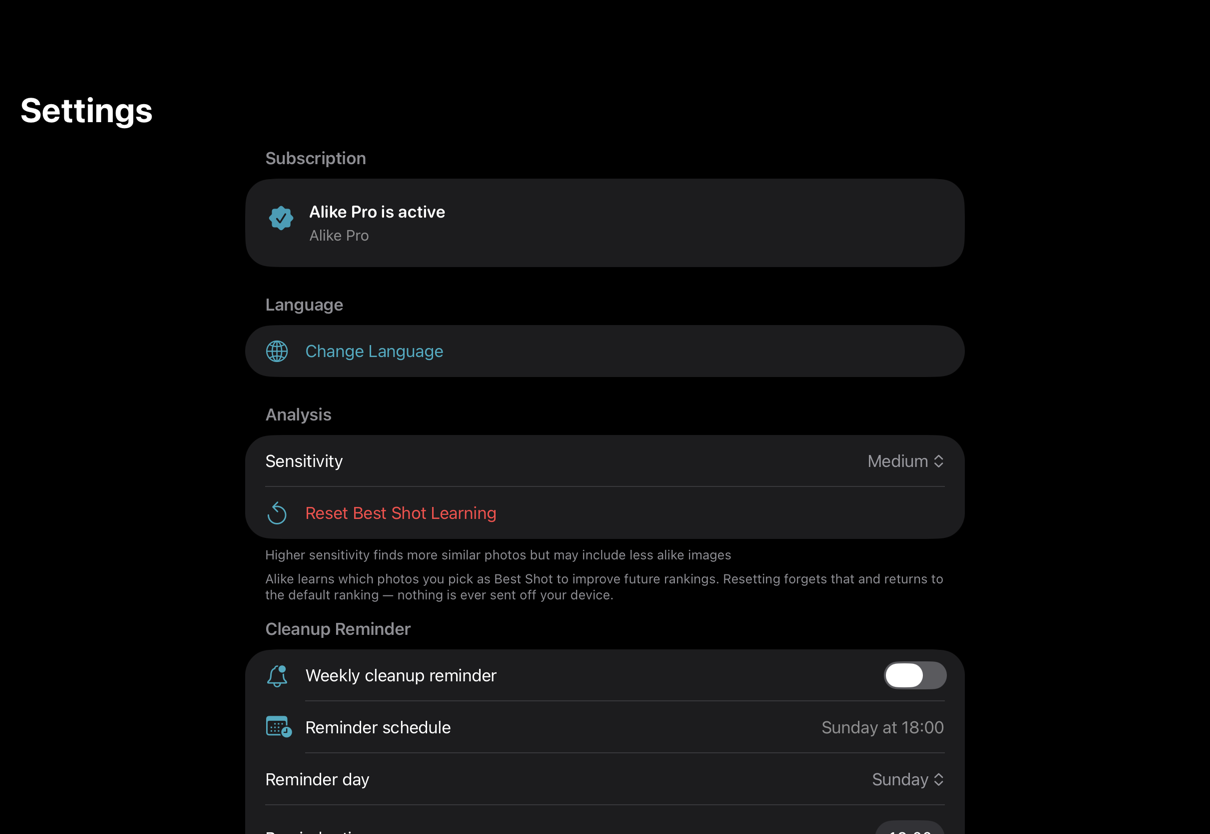 Settings
Subscription
Alike Pro is active
Alike Pro
Language
Change Language
Analysis
Sensitivity Medium
Reset Best Shot Learning
Higher sensitivity finds more similar photos but may include less alike images
Alike learns which photos you pick as Best Shot to improve future rankings. Resetting forgets that and returns to
the default ranking — nothing is ever sent off your device.
Cleanup Reminder
Weekly cleanup reminder
Reminder schedule Sunday at 18:00
Reminder day Sunday